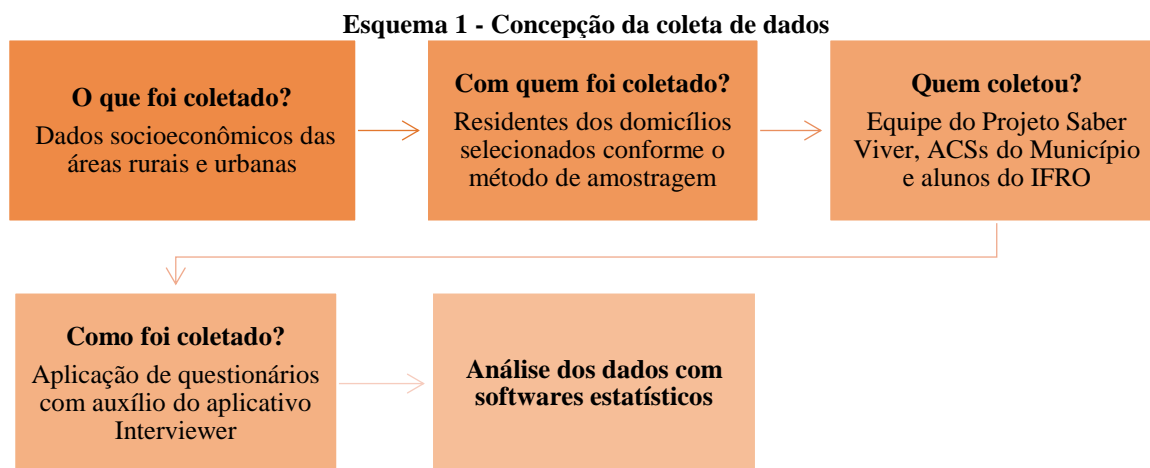 Esquema 1 - Concepção da coleta de dados
O que foi coletado?
Dados socioeconômicos das
áreas rurais e urbanas
Com quem foi coletado?
Residentes dos domicílios
selecionados conforme o
método de amostragem
Quem coletou?
Equipe do Projeto Saber
Viver, ACSs do Município
e alunos do IFRO
Como foi coletado?
Aplicação de questionários
com auxílio do aplicativo
Interviewer
Análise dos dados com
softwares estatísticos